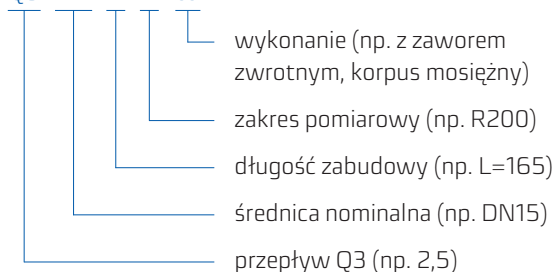 wykonanie (np. z zaworem
zwrotnym, korpus mosiężny)
zakres pomiarowy (np. R200)
długość zabudowy (np. L=165)
średnica nominalna (np. DN15)
przepływ Q3 (np. 2,5)